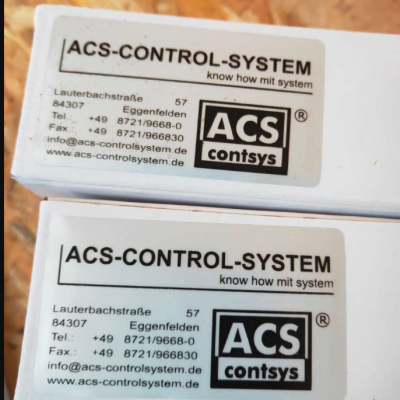 ACS-CONTROL-SYSTEM
know how mit system
Lauterbachstraße 57
84307 Eggenfelden
Tel.: +49 8721/9668-0
Fax.: +49 8721/966830
info@acs-controlsystem.de
www.acs-controlsystem.de
ACS®
contsys
ACS-CONTROL-SYSTEM
know how mit system
Lauterbachstraße 57
84307 Eggenfelden
Tel.: +49 8721/9668-0
Fax.: +49 8721/966830
info@acs-controlsystem.de
www.acs-controlsystem.de
ACS®
contsys